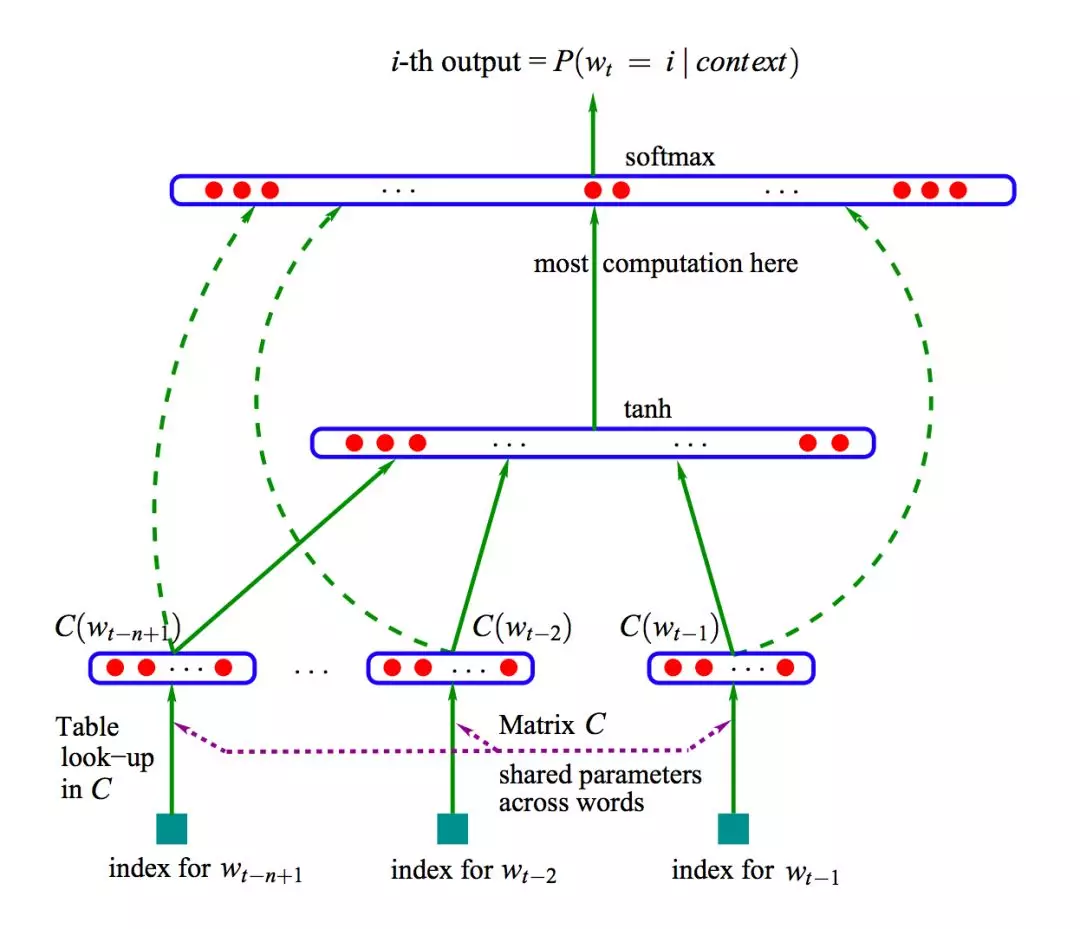 i-th output = P(w_t = i | context)
softmax
· · ·
· · ·
most computation here
tanh
· · ·
· · ·
C(w_{t−n+1})
C(w_{t−2})
C(w_{t−1})
· · ·
· · ·
· · ·
· · ·
Table
look−up
in C
Matrix C
shared parameters
across words
index for w_{t−n+1}
index for w_{t−2}
index for w_{t−1}